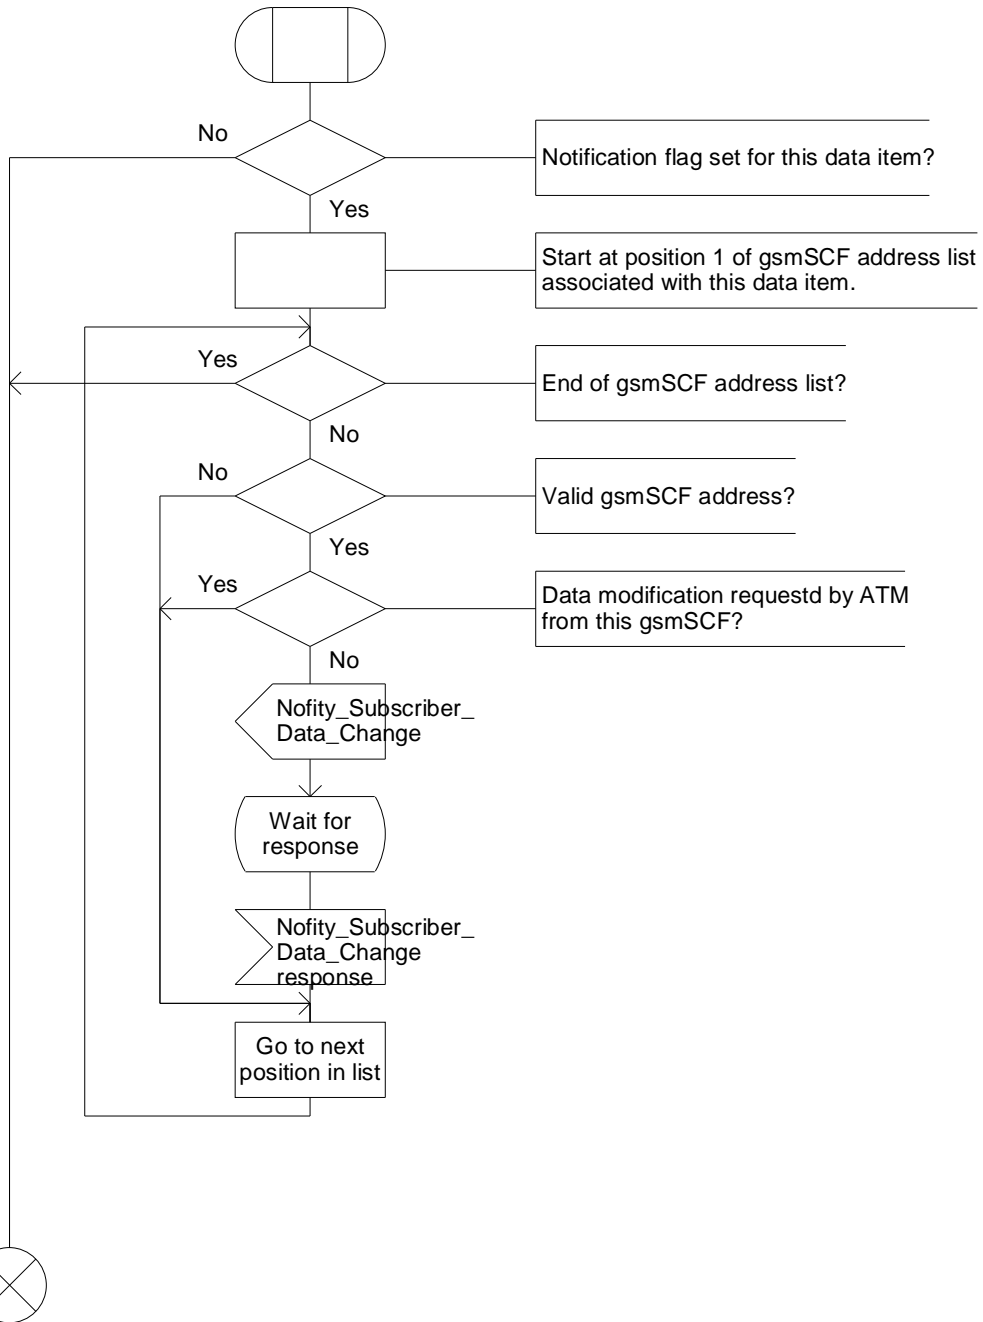 No
Notification flag set for this data item?
Yes
Start at position 1 of gsmSCF address list
associated with this data item.
Yes
End of gsmSCF address list?
No
No
Valid gsmSCF address?
Yes
Yes
Data modification requestd by ATM
from this gsmSCF?
No
Nofity_Subscriber_
Data_Change
Wait for
response
Nofity_Subscriber_
Data_Change
response
Go to next
position in list